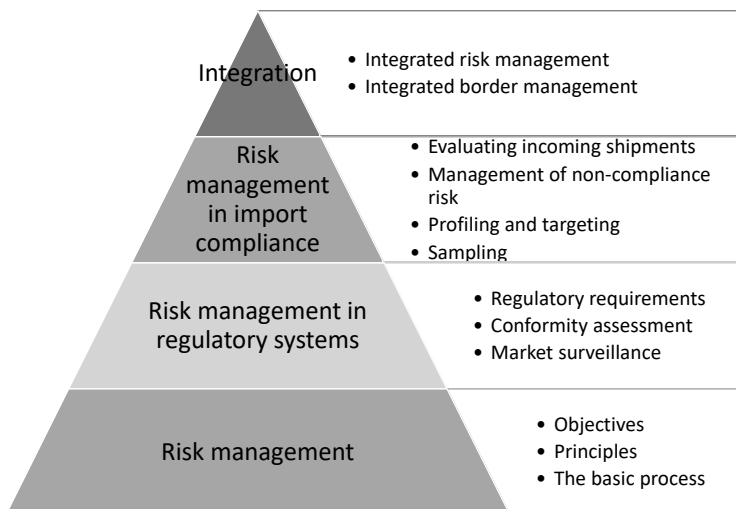 Integration
• Integrated risk management
• Integrated border management
Risk
management
in import
compliance
• Evaluating incoming shipments
• Management of non-compliance
risk
• Profiling and targeting
• Sampling
Risk management in
regulatory systems
• Regulatory requirements
• Conformity assessment
• Market surveillance
Risk management
• Objectives
• Principles
• The basic process